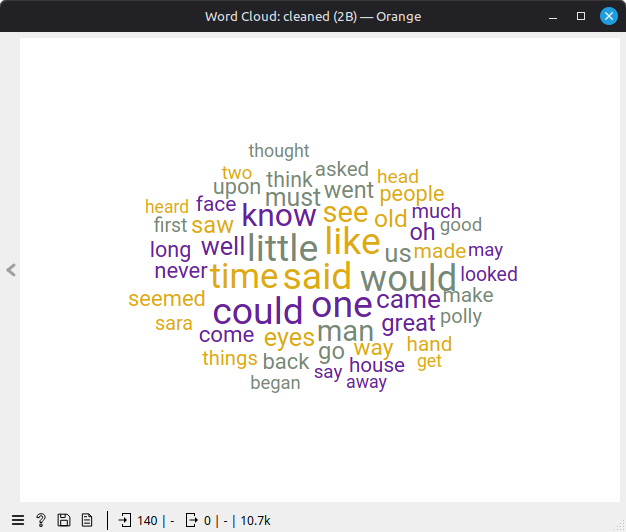 Word Cloud: cleaned (2B) — Orange
thought
two asked head
upon think went people
heard face must much
first saw know see old oh good
long well little like us made may
never time said would looked
seemed could one came make
sara come eyes man great polly
things back go way hand
say house get
began away
140 | - 0 | - | 10.7k